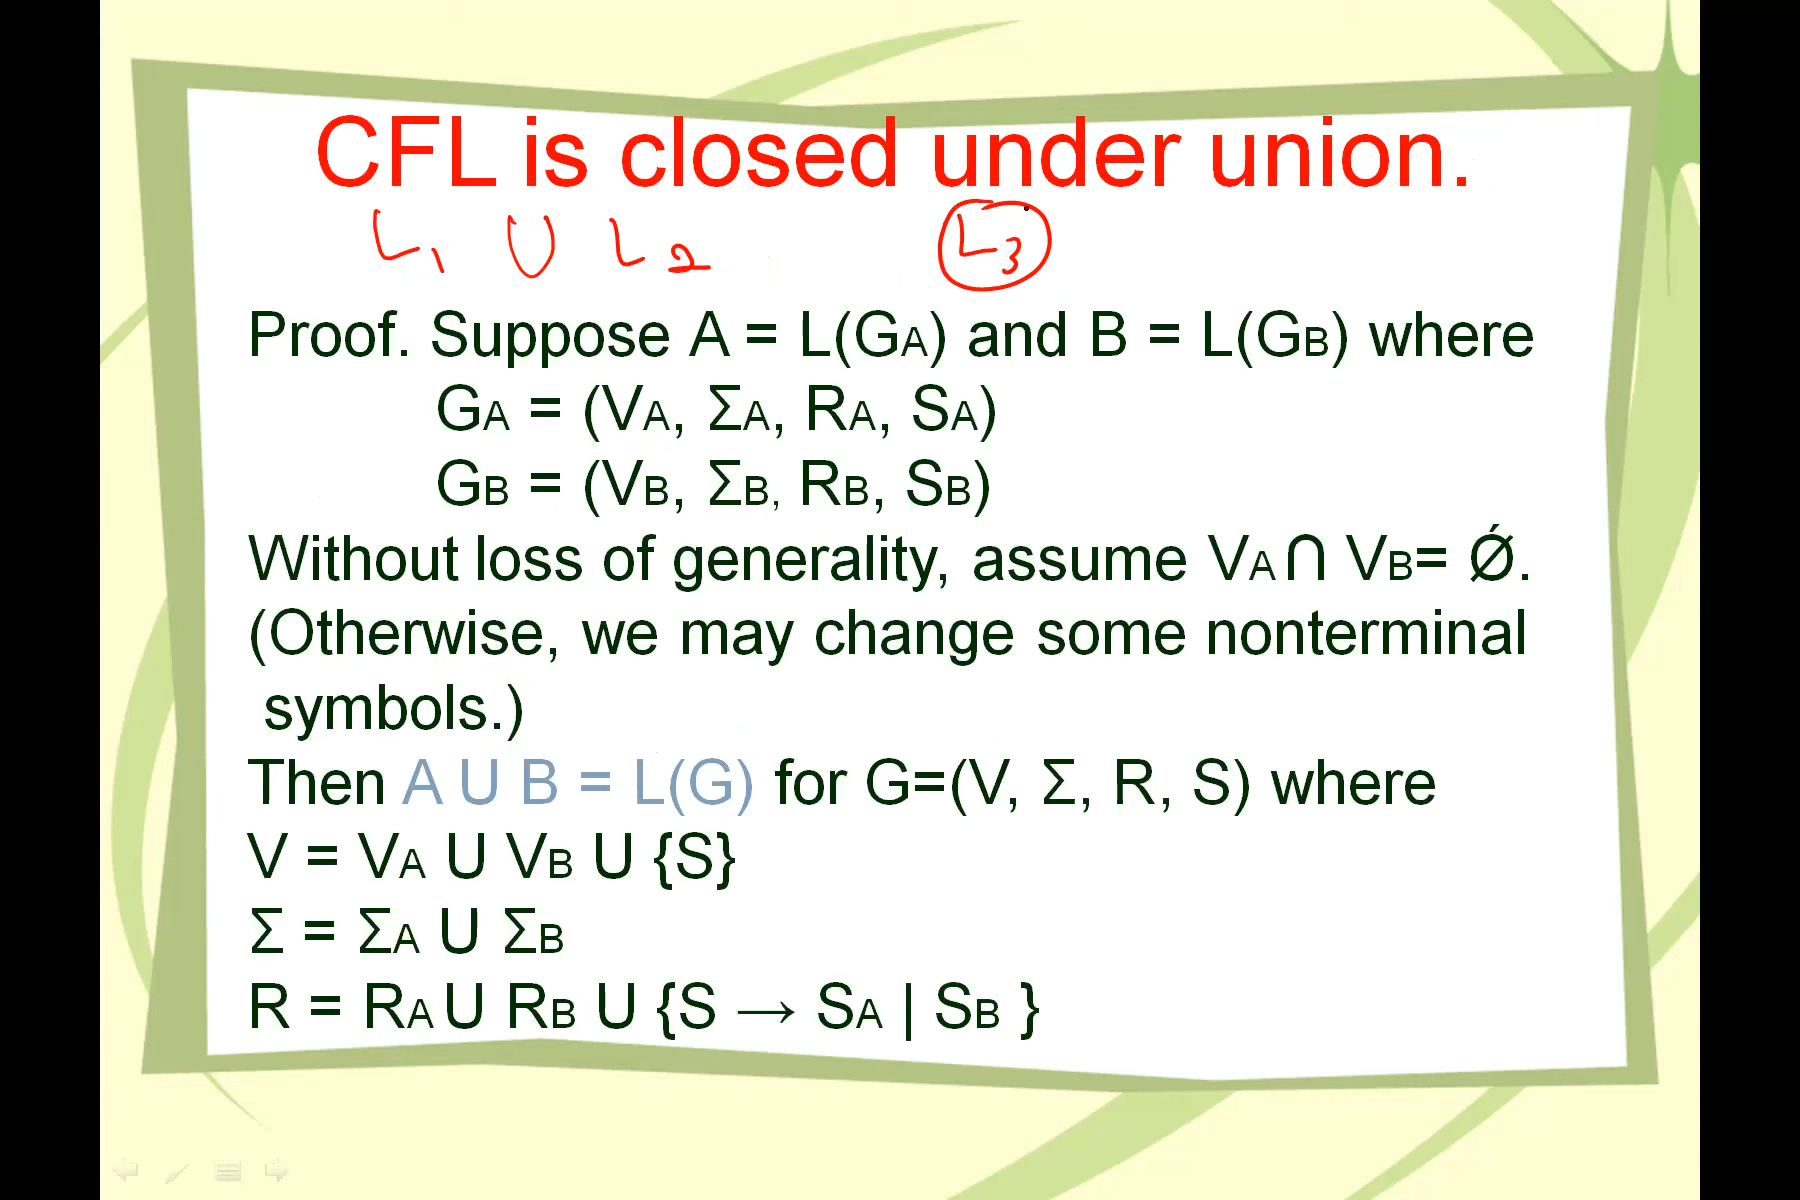 CFL is closed under union.
L1 ∪ L2 L3
Proof. Suppose A = L(GA) and B = L(GB) where
GA = (VA, ΣA, RA, SA)
GB = (VB, ΣB, RB, SB)
Without loss of generality, assume VA ∩ VB= Ǿ.
(Otherwise, we may change some nonterminal
symbols.)
Then A U B = L(G) for G=(V, Σ, R, S) where
V = VA U VB U {S}
Σ = ΣA U ΣB
R = RA U RB U {S → SA | SB }